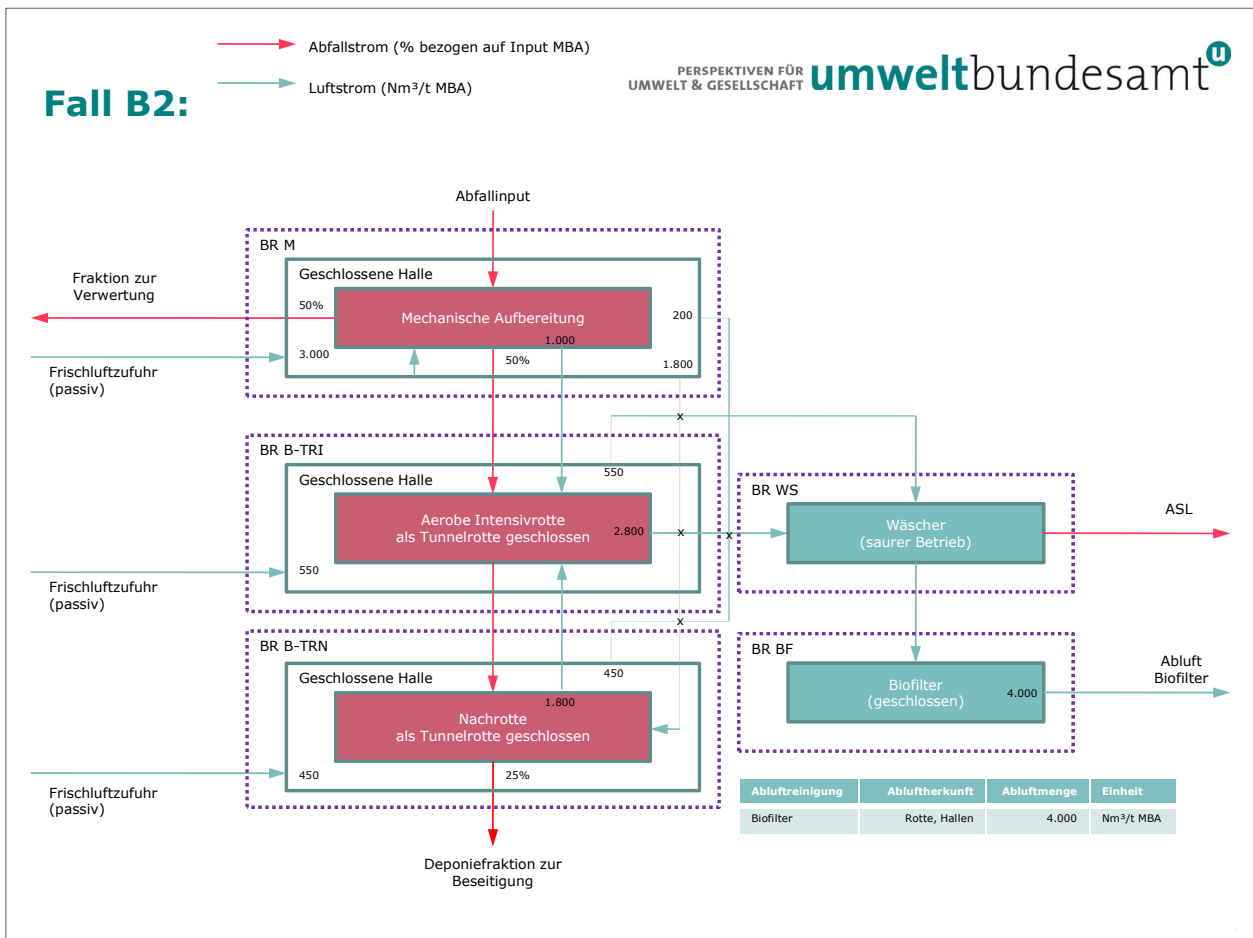 Abfallstrom (% bezogen auf Input MBA)
Luftstrom (Nm³/t MBA)
PERSPEKTIVEN FÜR
UMWELT & GESELLSCHAFT
umweltbundesamt
u
Fall B2:
Abfallinput
BR M
Geschlossene Halle
Fraktion zur
Verwertung
50%
Mechanische Aufbereitung
200
1.000
3.000
50%
1.800
Frischluftzufuhr
(passiv)
x
BR B-TRI
Geschlossene Halle
550
Aerobe Intensivrotte
als Tunnelrotte geschlossen
2.800
x
x
550
Frischluftzufuhr
(passiv)
BR WS
Wäscher
(saurer Betrieb)
ASL
x
BR B-TRN
Geschlossene Halle
450
1.800
Nachrotte
als Tunnelrotte geschlossen
450
25%
Frischluftzufuhr
(passiv)
BR BF
Biofilter
(geschlossen)
4.000
Abluft
Biofilter
Abluftreinigung Abluftherkunft Abluftmenge Einheit
Biofilter Rotte, Hallen 4.000 Nm³/t MBA
Deponiefraktion zur
Beseitigung